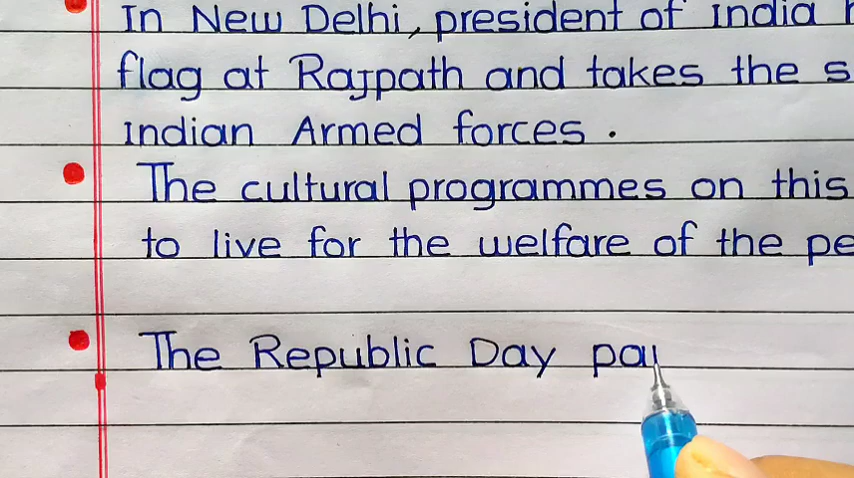 In New Delhi, president of India
flag at Rajpath and takes the s
Indian Armed forces.
The cultural programmes on this
to live for the welfare of the pe
The Republic Day pa